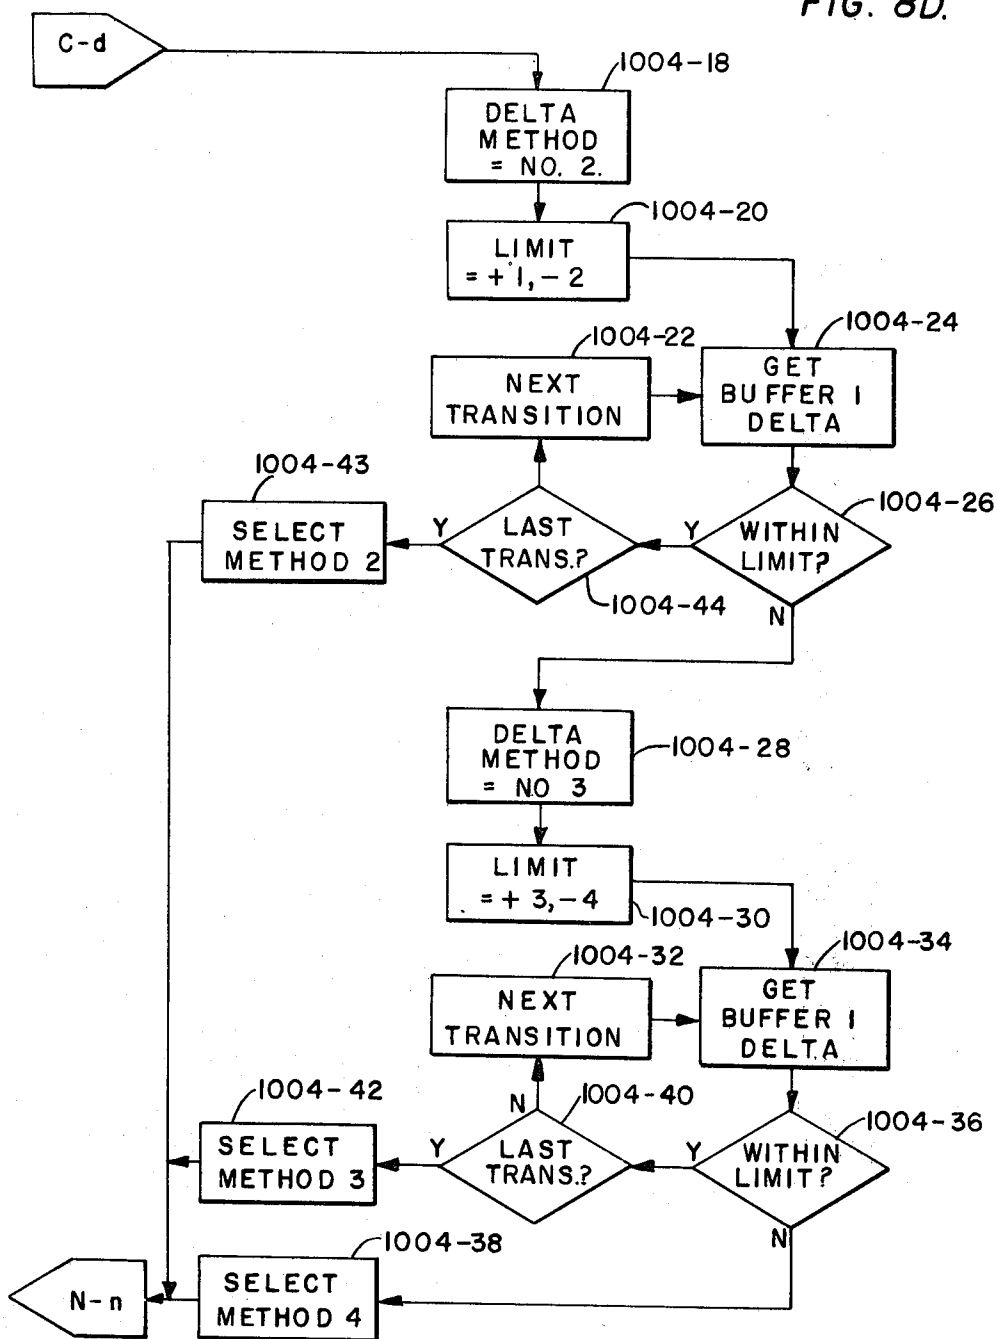 FIG. 8D.
C-d
1004-18
DELTA
METHOD
= NO. 2.
1004-20
LIMIT
= + 1, - 2
1004-24
1004-22
GET
BUFFER 1
DELTA
NEXT
TRANSITION
1004-43
1004-26
SELECT
METHOD 2
Y
LAST
TRANS.?
Y
WITHIN
LIMIT?
1004-44
N
DELTA
METHOD
= NO 3
1004-28
LIMIT
= + 3, - 4
1004-30
1004-34
1004-32
GET
BUFFER 1
DELTA
NEXT
TRANSITION
1004-42
N
1004-40
1004-36
SELECT
METHOD 3
Y
LAST
TRANS.?
Y
WITHIN
LIMIT?
N
1004-38
SELECT
METHOD 4
N-n